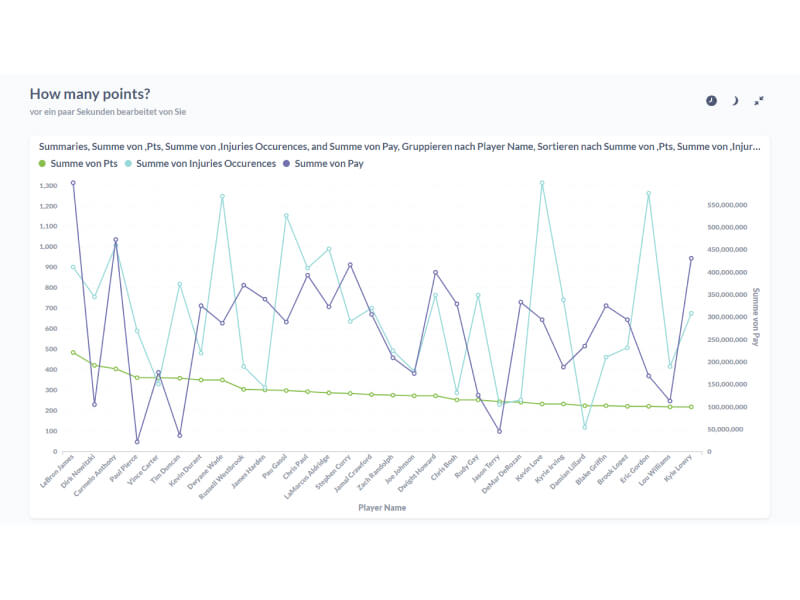 How many points?
vor ein paar Sekunden bearbeitet von Sie
Summaries, Summe von ,Pts, Summe von ,Injuries Occurences, and Summe von Pay, Gruppieren nach Player Name, Sortieren nach Summe von ,Pts, Summe von ,Injur...
Summe von Pts
Summe von Injuries Occurences
Summe von Pay
1,300
1,200
1,100
1,000
900
800
700
600
500
400
300
200
100
0
550,000,000
500,000,000
450,000,000
400,000,000
350,000,000
300,000,000
250,000,000
200,000,000
150,000,000
100,000,000
50,000,000
0
Summe von Pay
LeBron James
Dirk Nowitzki
Carmelo Anthony
Paul Pierce
Vince Carter
Tim Duncan
Kevin Durant
Dwyane Wade
Russell Westbrook
James Harden
Pau Gasol
Chris Paul
LaMarcus Aldridge
Stephen Curry
Jamal Crawford
Zach Randolph
Joe Johnson
Dwight Howard
Chris Bosh
Rudy Gay
Jason Terry
DeMar DeRozan
Kevin Love
Kyrie Irving
Damian Lillard
Blake Griffin
Brook Lopez
Eric Gordon
Lou Williams
Kyle Lowry
Player Name